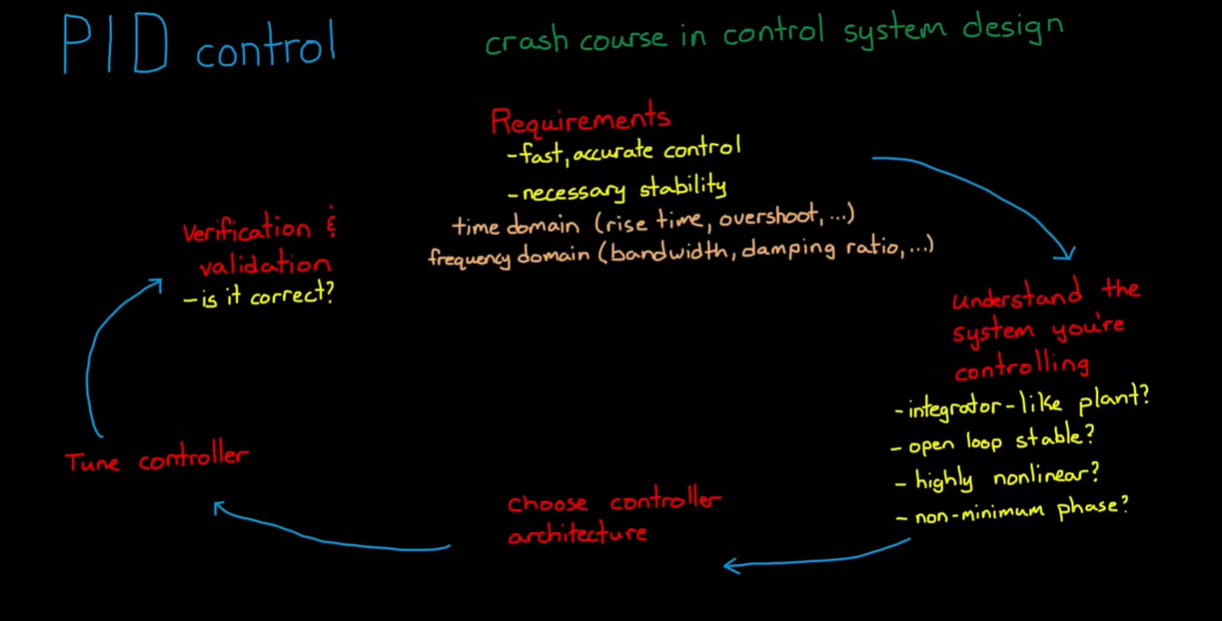 PID control
crash course in control system design
Requirements
-fast, accurate control
-necessary stability
time domain (rise time, overshoot, ...)
frequency domain (bandwidth, damping ratio, ...)
understand the
system you're
controlling
-integrator-like plant?
- open loop stable?
- highly nonlinear?
- non-minimum phase?
choose controller
architecture
Tune controller
verification &
validation
-is it correct?